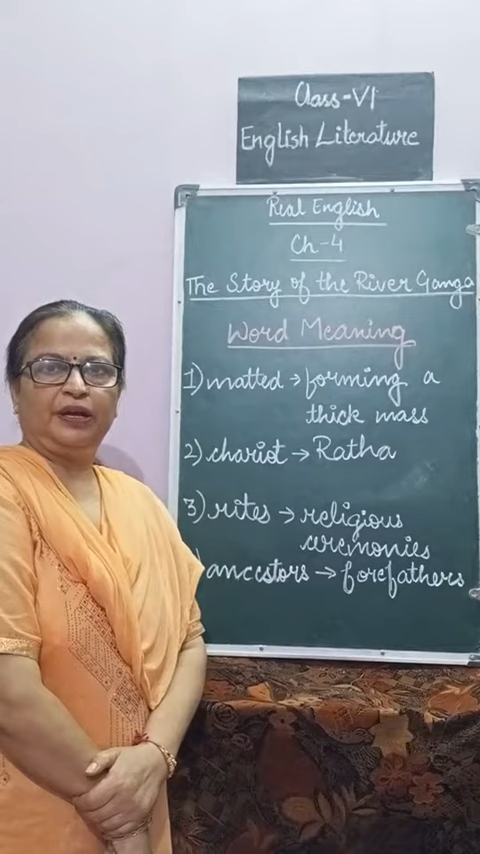 Class-VI
English Literature
Real English
Ch-4
The Story of the River Ganga
Word Meaning
1) matted → forming a
thick mass
2) chariot → Ratha
3) rites → religious
ceremonies
) ancestors → forefathers